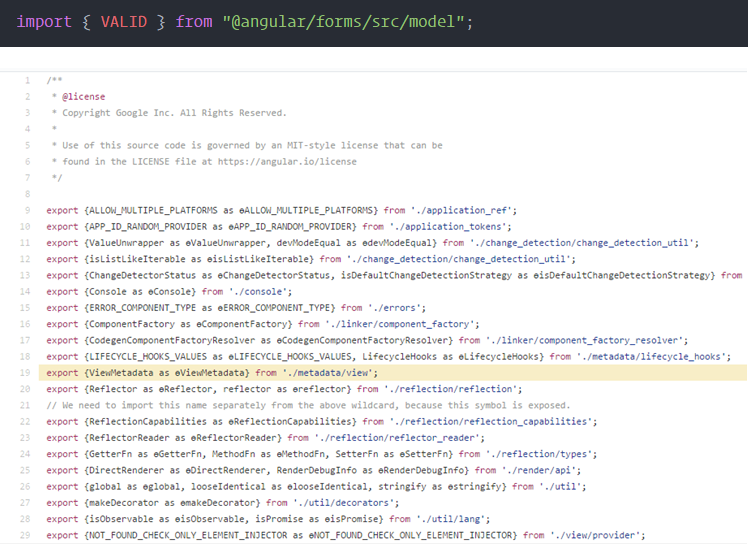 import { VALID } from "@angular/forms/src/model";
1 /**
2 * @license
3 * Copyright Google Inc. All Rights Reserved.
4 *
5 * Use of this source code is governed by an MIT-style license that can be
6 * found in the LICENSE file at https://angular.io/license
7 */
8
9 export {ALLOW_MULTIPLE_PLATFORMS as ɵALLOW_MULTIPLE_PLATFORMS} from './application_ref';
10 export {APP_ID_RANDOM_PROVIDER as ɵAPP_ID_RANDOM_PROVIDER} from './application_tokens';
11 export {ValueUnwrapper as ɵValueUnwrapper, devModeEqual as ɵdevModeEqual} from './change_detection/change_detection_util';
12 export {isListLikeIterable as ɵisListLikeIterable} from './change_detection/change_detection_util';
13 export {ChangeDetectorStatus as ɵChangeDetectorStatus, isDefaultChangeDetectionStrategy as ɵisDefaultChangeDetectionStrategy} from
14 export {Console as ɵConsole} from './console';
15 export {ERROR_COMPONENT_TYPE as ɵERROR_COMPONENT_TYPE} from './errors';
16 export {ComponentFactory as ɵComponentFactory} from './linker/component_factory';
17 export {CodegenComponentFactoryResolver as ɵCodegenComponentFactoryResolver} from './linker/component_factory_resolver';
18 export {LIFECYCLE_HOOKS_VALUES as ɵLIFECYCLE_HOOKS_VALUES, LifecycleHooks as ɵLifecycleHooks} from './metadata/lifecycle_hooks';
19 export {ViewMetadata as ɵViewMetadata} from './metadata/view';
20 export {Reflector as ɵReflector, reflector as ɵreflector} from './reflection/reflection';
21 // We need to import this name separately from the above wildcard, because this symbol is exposed.
22 export {ReflectionCapabilities as ɵReflectionCapabilities} from './reflection/reflection_capabilities';
23 export {ReflectorReader as ɵReflectorReader} from './reflection/reflector_reader';
24 export {GetterFn as ɵGetterFn, MethodFn as ɵMethodFn, SetterFn as ɵSetterFn} from './reflection/types';
25 export {DirectRenderer as ɵDirectRenderer, RenderDebugInfo as ɵRenderDebugInfo} from './render/api';
26 export {global as ɵglobal, looseIdentical as ɵlooseIdentical, stringify as ɵstringify} from './util';
27 export {makeDecorator as ɵmakeDecorator} from './util/decorators';
28 export {isObservable as ɵisObservable, isPromise as ɵisPromise} from './util/lang';
29 export {NOT_FOUND_CHECK_ONLY_ELEMENT_INJECTOR as ɵNOT_FOUND_CHECK_ONLY_ELEMENT_INJECTOR} from './view/provider';